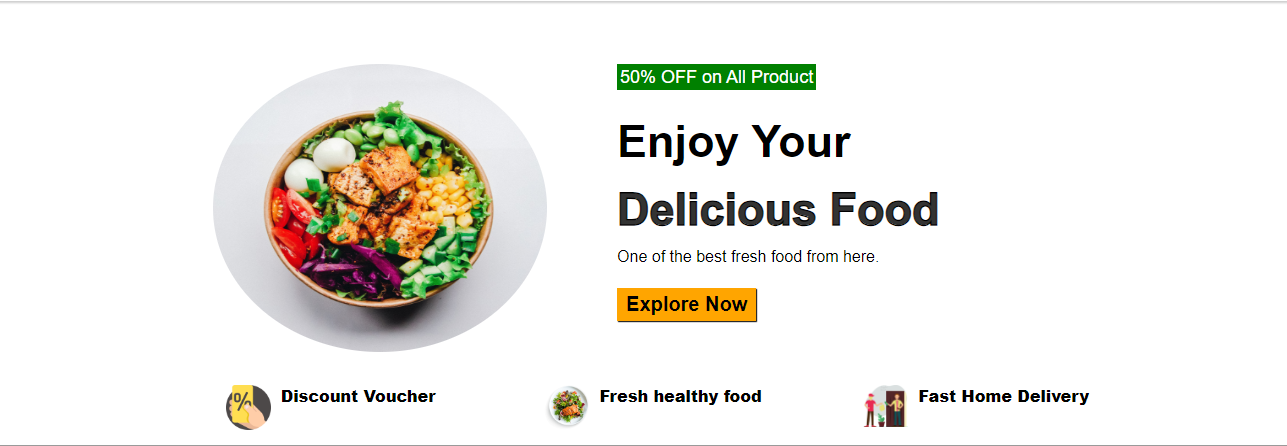 50% OFF on All Product
Enjoy Your
Delicious Food
One of the best fresh food from here.
Explore Now
%
Discount Voucher
Fresh healthy food
Fast Home Delivery